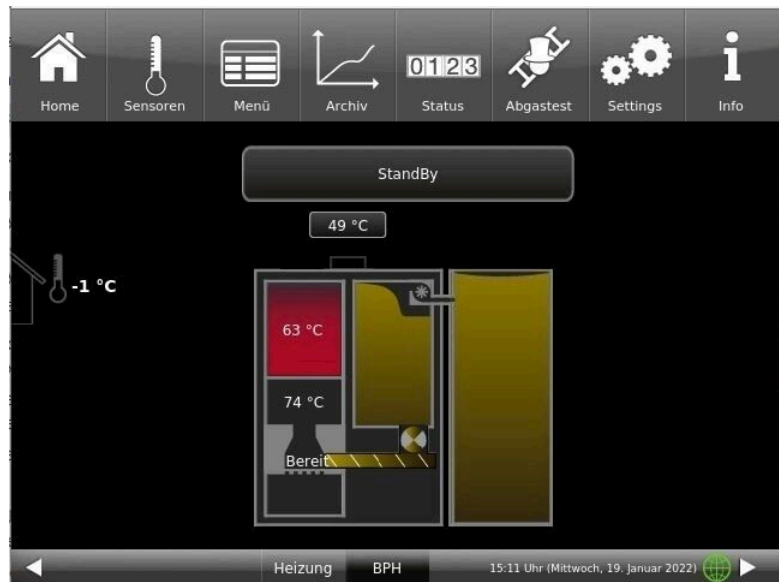 Home Sensoren Menü Archiv 0123 Status Abgastest Settings i Info
StandBy
49 °C
-1 °C
63 °C
74 °C
Bereit
Heizung BPH 15:11 Uhr (Mittwoch, 19. Januar 2022)